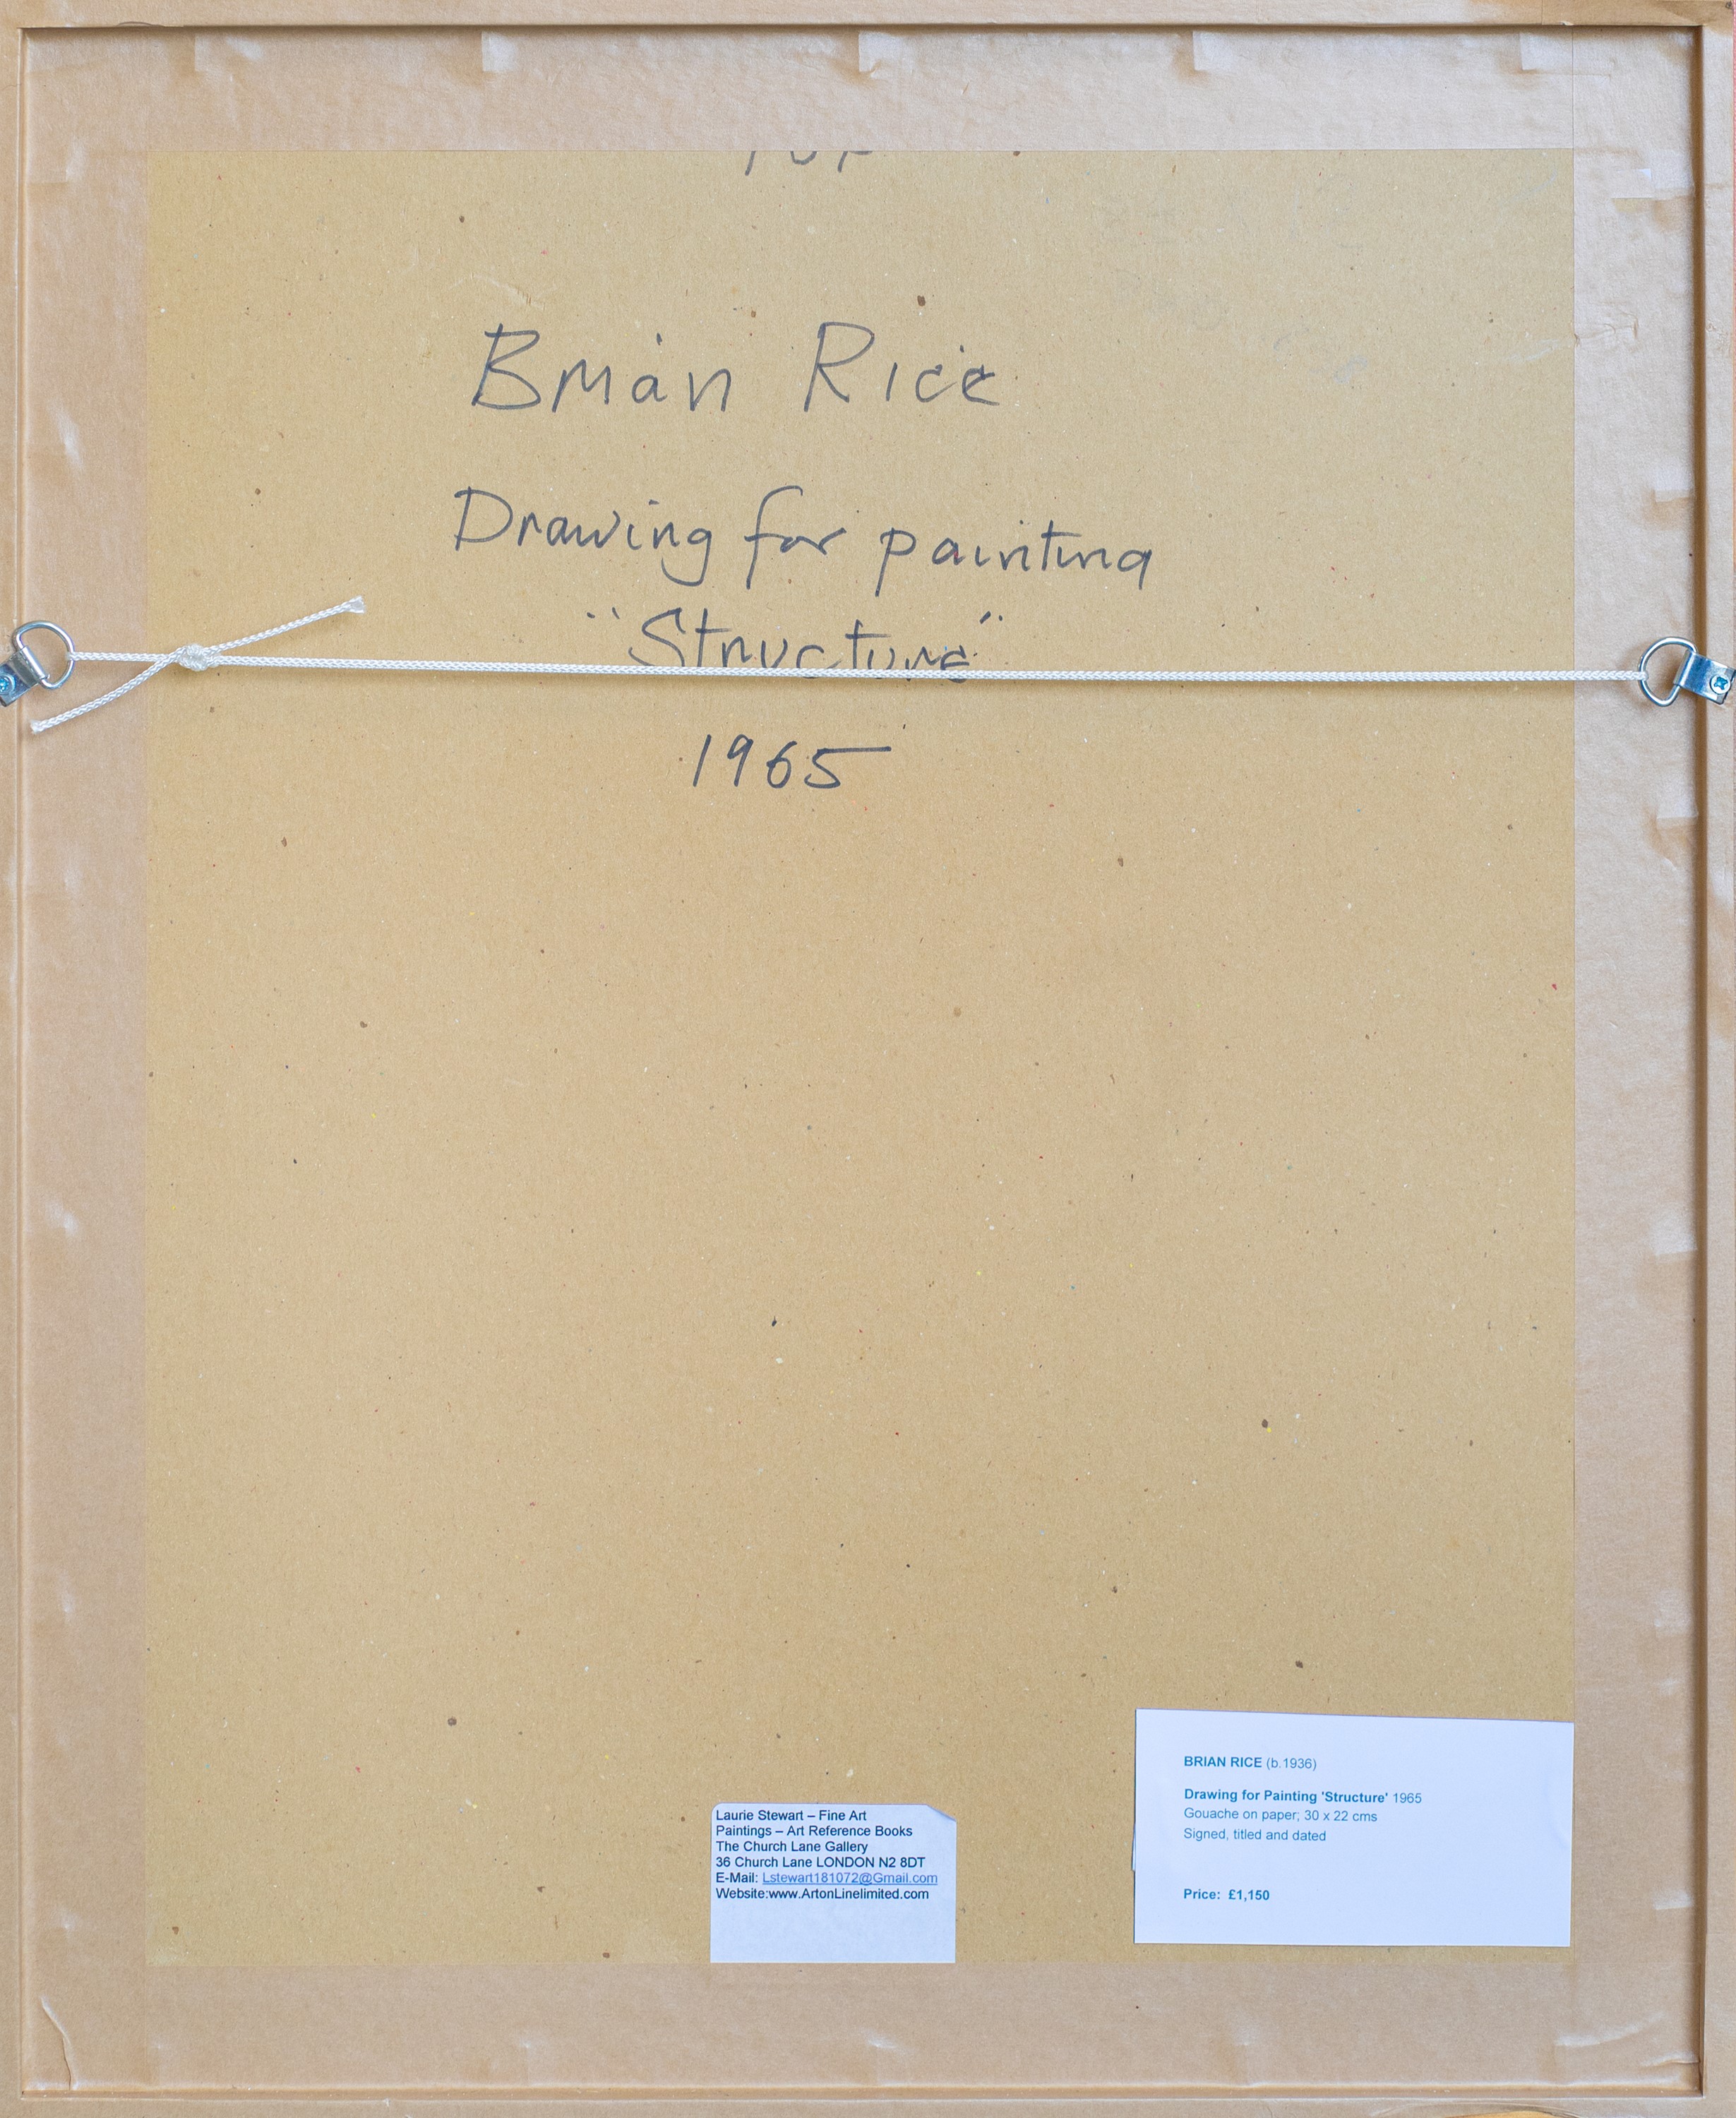 TOP
Brian Rice
Drawing for painting
"Structure"
1965
BRIAN RICE (b.1936)
Drawing for Painting 'Structure' 1965
Gouache on paper; 30 x 22 cms
Signed, titled and dated
Price: £1,150
Laurie Stewart – Fine Art
Paintings – Art Reference Books
The Church Lane Gallery
36 Church Lane LONDON N2 8DT
E-Mail: Lstewart181072@Gmail.com
Website:www.ArtonLinelimited.com